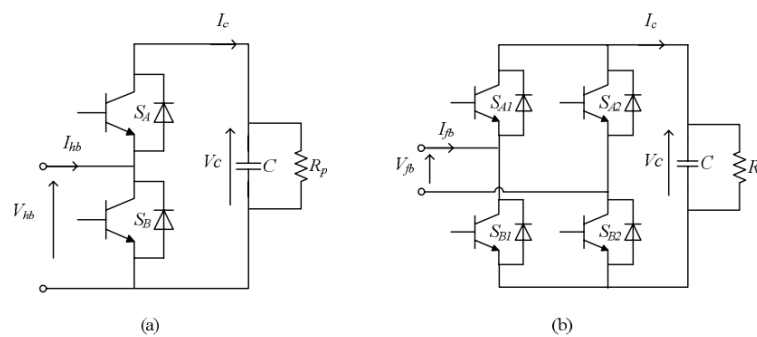 I_c
S_A
I_hb
V_hb
Vc
C
R_p
S_B
(a)
I_c
S_A1
S_A2
I_fb
V_fb
Vc
C
R
S_B1
S_B2
(b)